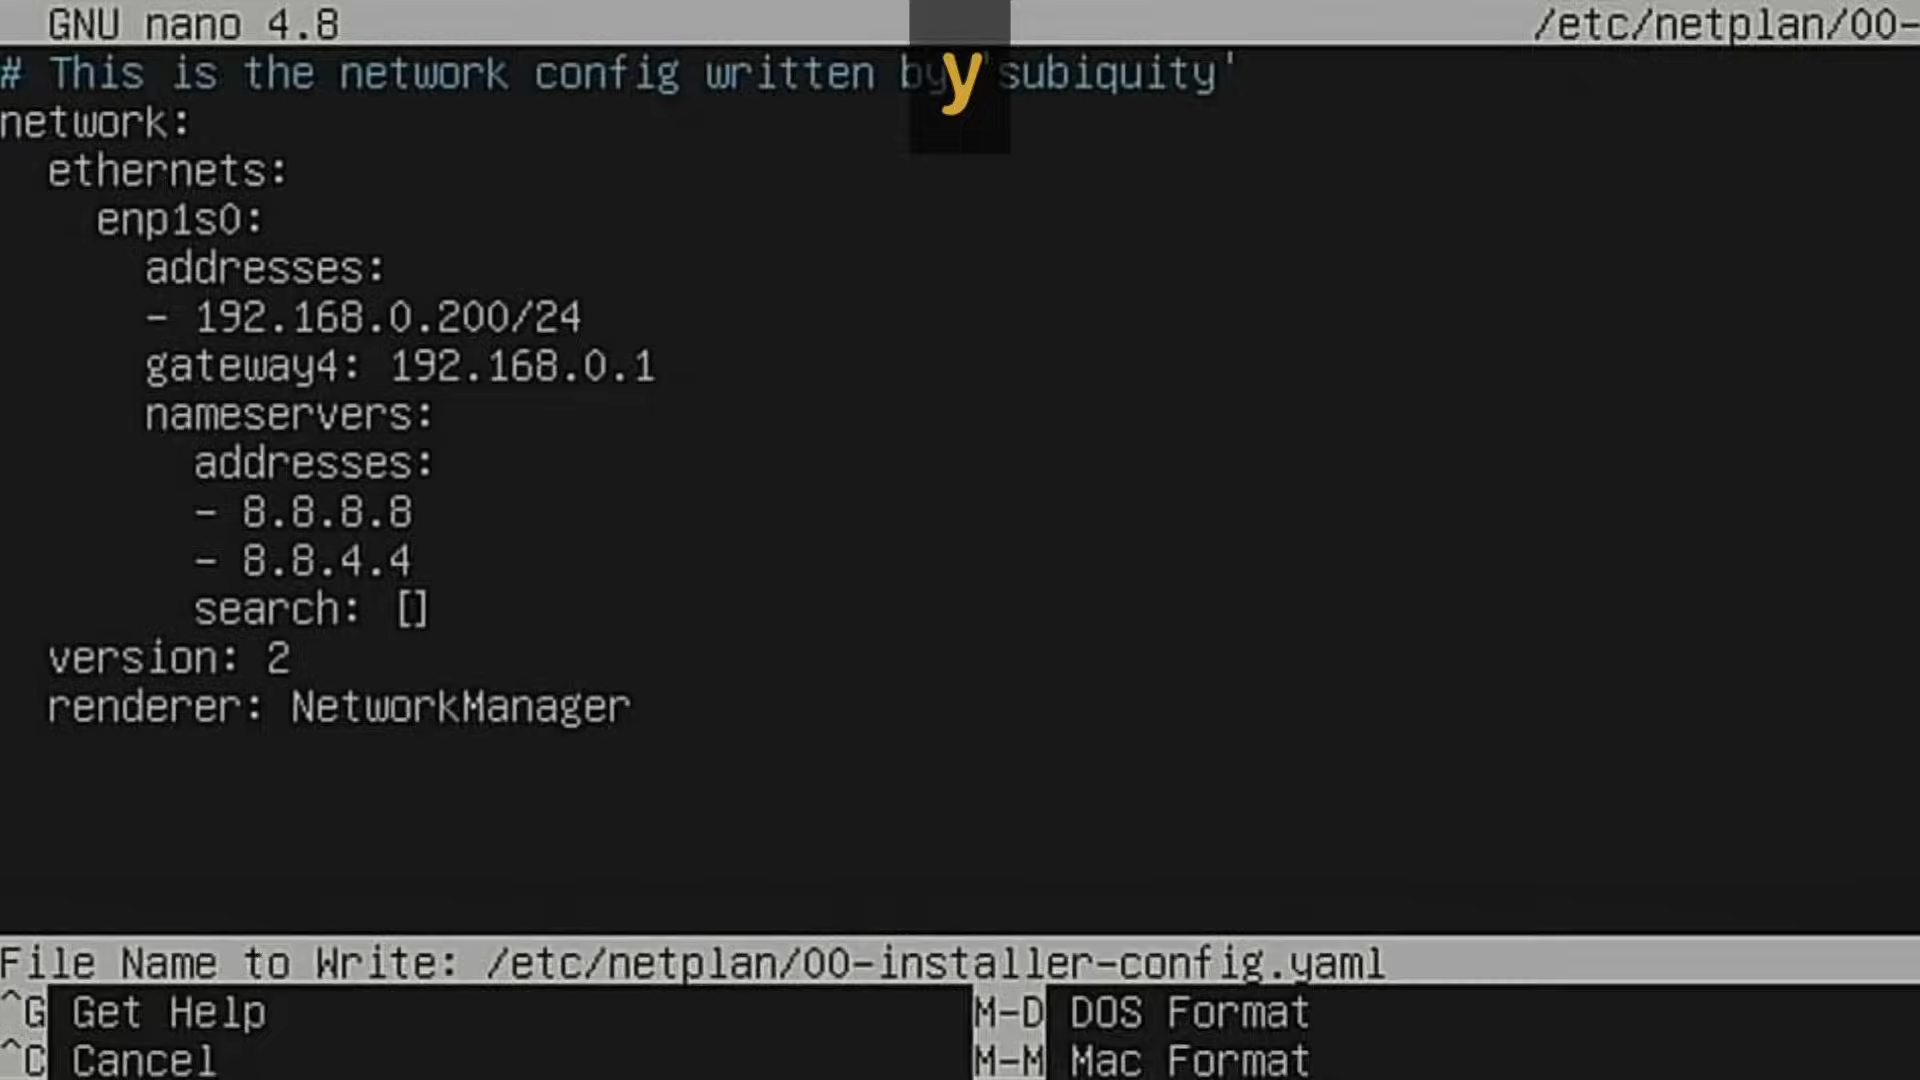 GNU nano 4.8 /etc/netplan/00-
# This is the network config written by 'subiquity'
y
network:
  ethernets:
    enp1s0:
      addresses:
      - 192.168.0.200/24
      gateway4: 192.168.0.1
      nameservers:
        addresses:
        - 8.8.8.8
        - 8.8.4.4
        search: []
  version: 2
  renderer: NetworkManager
File Name to Write: /etc/netplan/00-installer-config.yaml
^G Get Help M-D DOS Format
^C Cancel M-M Mac Format